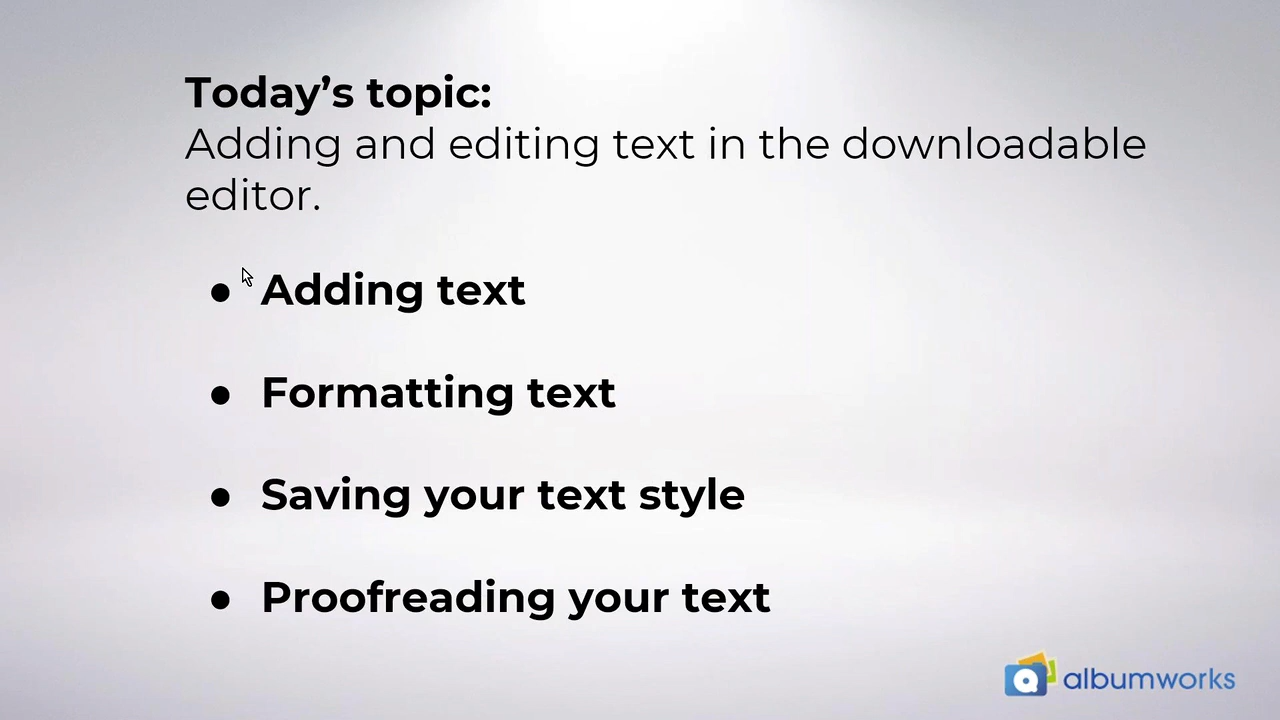 Today’s topic:
Adding and editing text in the downloadable
editor.
● Adding text
● Formatting text
● Saving your text style
● Proofreading your text
albumworks